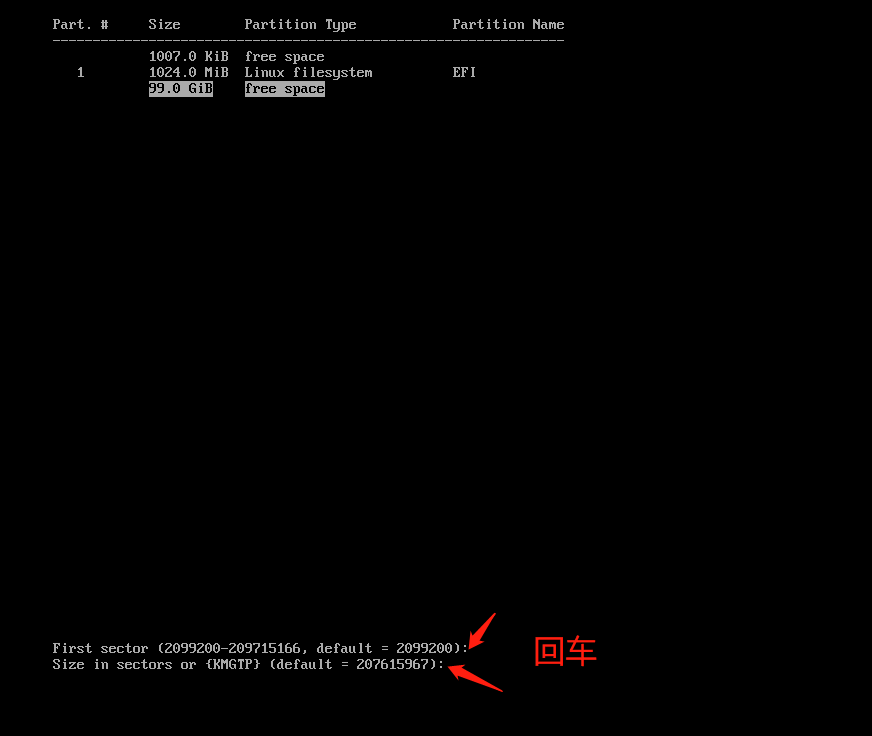 Part. # Size Partition Type Partition Name
----------------------------------------------------------------
1007.0 KiB free space
1 1024.0 MiB Linux filesystem EFI
99.0 GiB free space
First sector (2099200-209715166, default = 2099200):
回车
Size in sectors or {KMGTP} (default = 207615967):